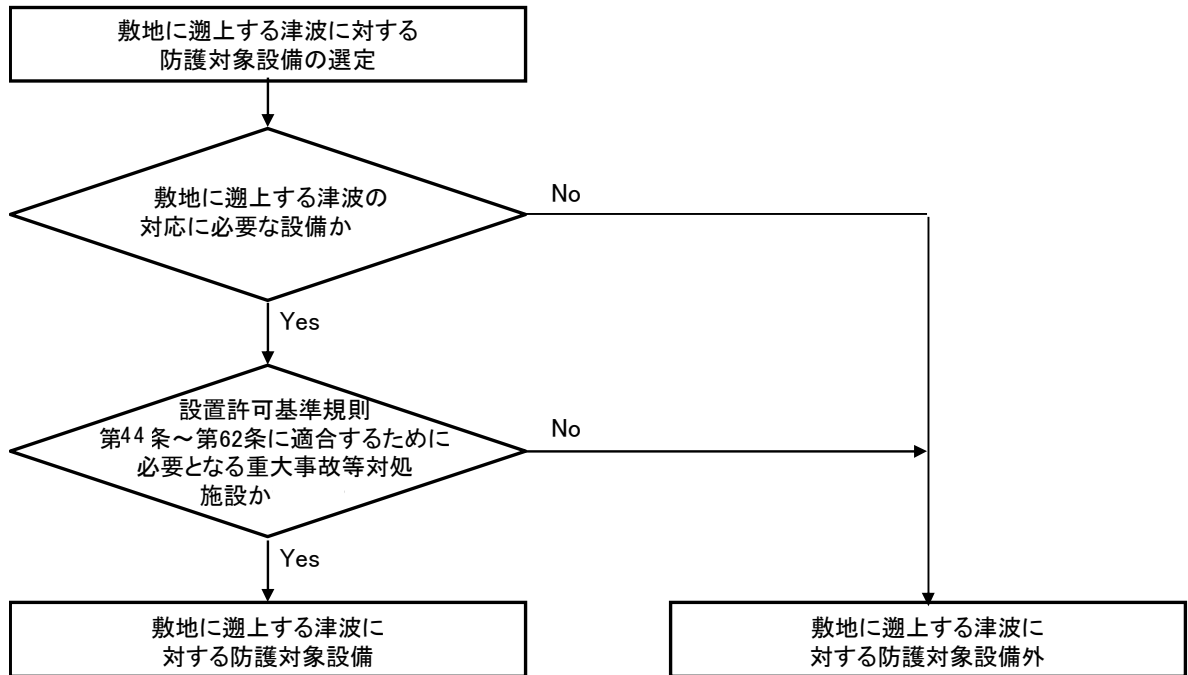 敷地に遡上する津波に対する
防護対象設備の選定
敷地に遡上する津波の
対応に必要な設備か
No
Yes
設置許可基準規則
第44条～第62条に適合するために
必要となる重大事故等対処
施設か
No
Yes
敷地に遡上する津波に
対する防護対象設備
敷地に遡上する津波に
対する防護対象設備外